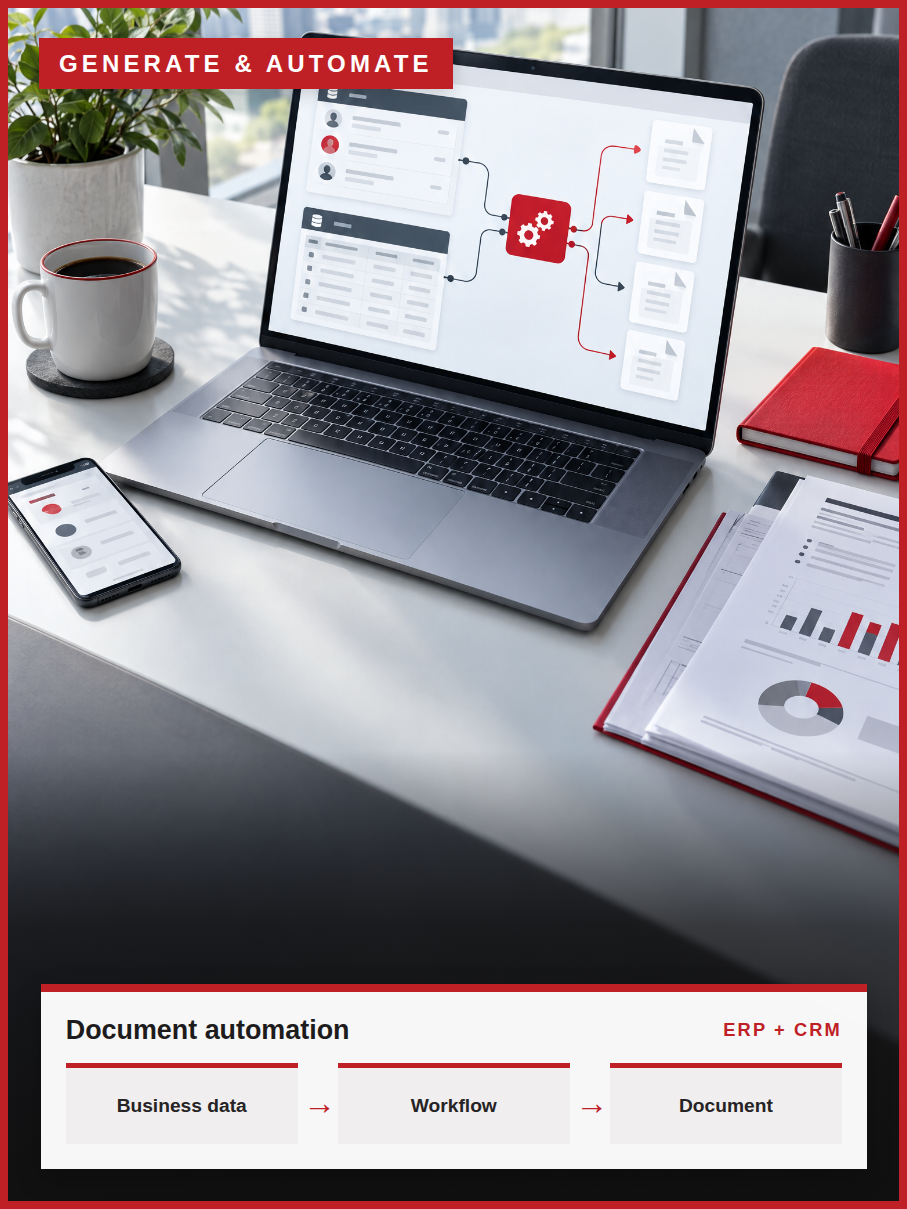 GENERATE & AUTOMATE
Document automation
ERP + CRM
Business data → Workflow → Document